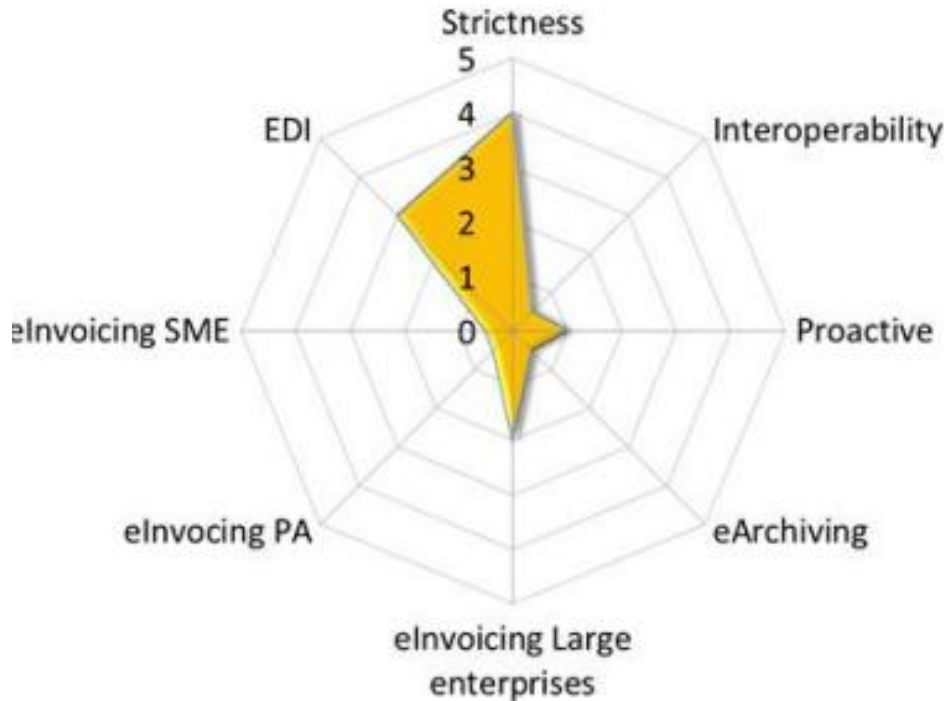 Strictness
5
EDI
4
Interoperability
3
2
1
eInvoicing SME
0
Proactive
eInvocing PA
eArchiving
eInvoicing Large
enterprises